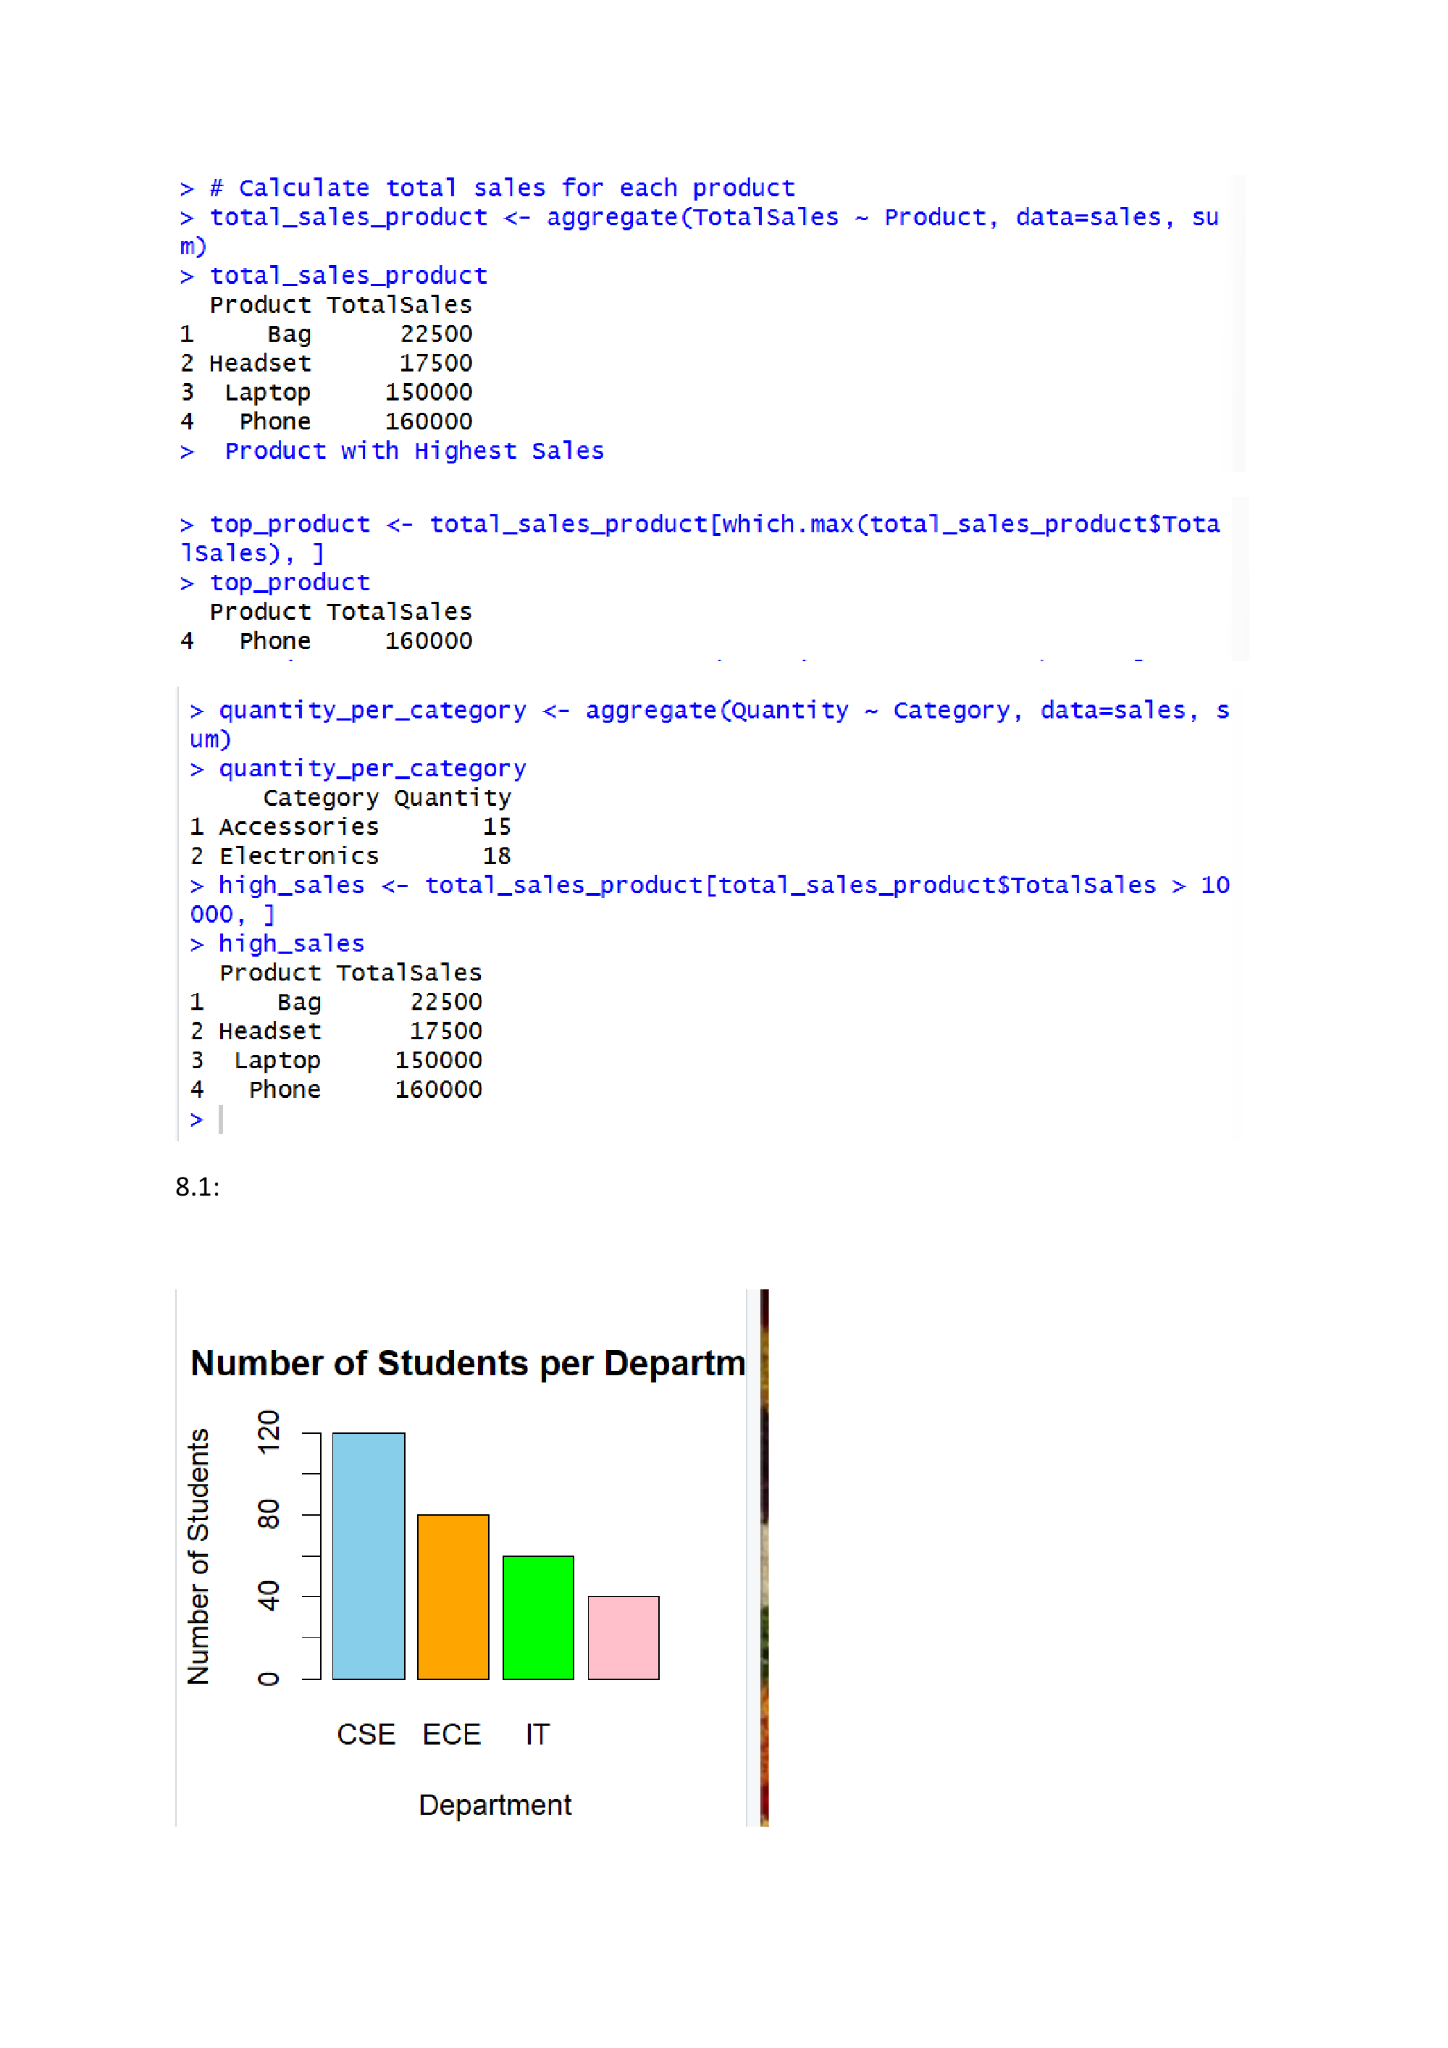 > # Calculate total sales for each product
> total_sales_product <- aggregate(TotalSales ~ Product, data=sales, su
m)
> total_sales_product
  Product TotalSales
1     Bag      22500
2 Headset      17500
3  Laptop     150000
4   Phone     160000
>  Product with Highest Sales
> top_product <- total_sales_product[which.max(total_sales_product$Tota
lSales), ]
> top_product
  Product TotalSales
4   Phone     160000
> quantity_per_category <- aggregate(Quantity ~ Category, data=sales, s
um)
> quantity_per_category
     Category Quantity
1 Accessories       15
2 Electronics       18
> high_sales <- total_sales_product[total_sales_product$TotalSales > 10
000, ]
> high_sales
  Product TotalSales
1     Bag      22500
2 Headset      17500
3  Laptop     150000
4   Phone     160000
>
8.1:
Number of Students per Departm
Number of Students
120
80
40
0
CSE ECE IT
Department